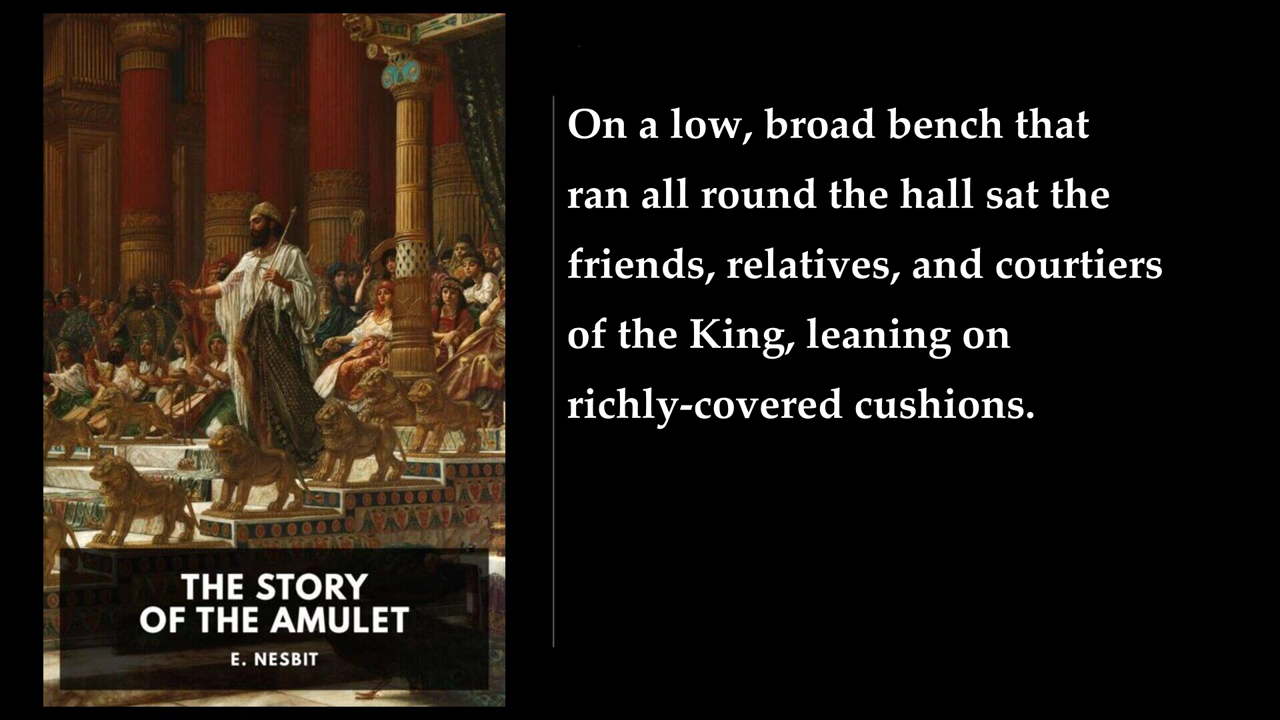 On a low, broad bench that
ran all round the hall sat the
friends, relatives, and courtiers
of the King, leaning on
richly-covered cushions.
THE STORY
OF THE AMULET
E. NESBIT